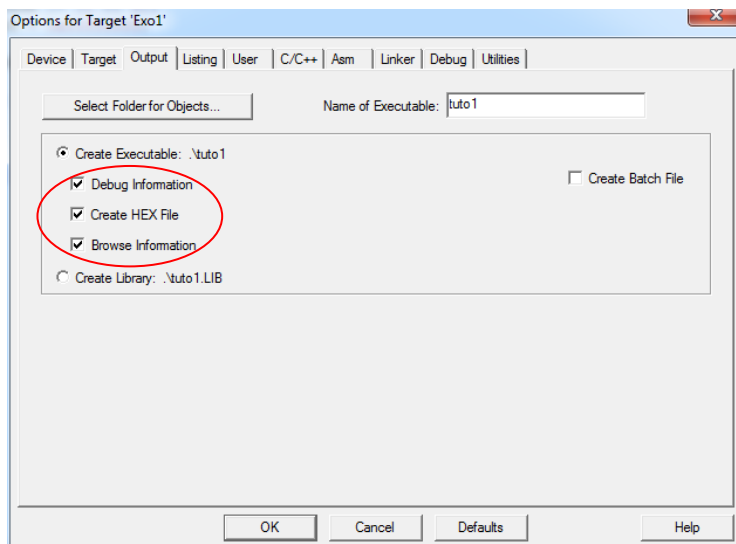 Options for Target 'Exo1'
Device Target Output Listing User C/C++ Asm Linker Debug Utilities
Select Folder for Objects... Name of Executable: tuto1
Create Executable: .\tuto1
Debug Information Create Batch File
Create HEX File
Browse Information
Create Library: .\tuto1.LIB
OK Cancel Defaults Help